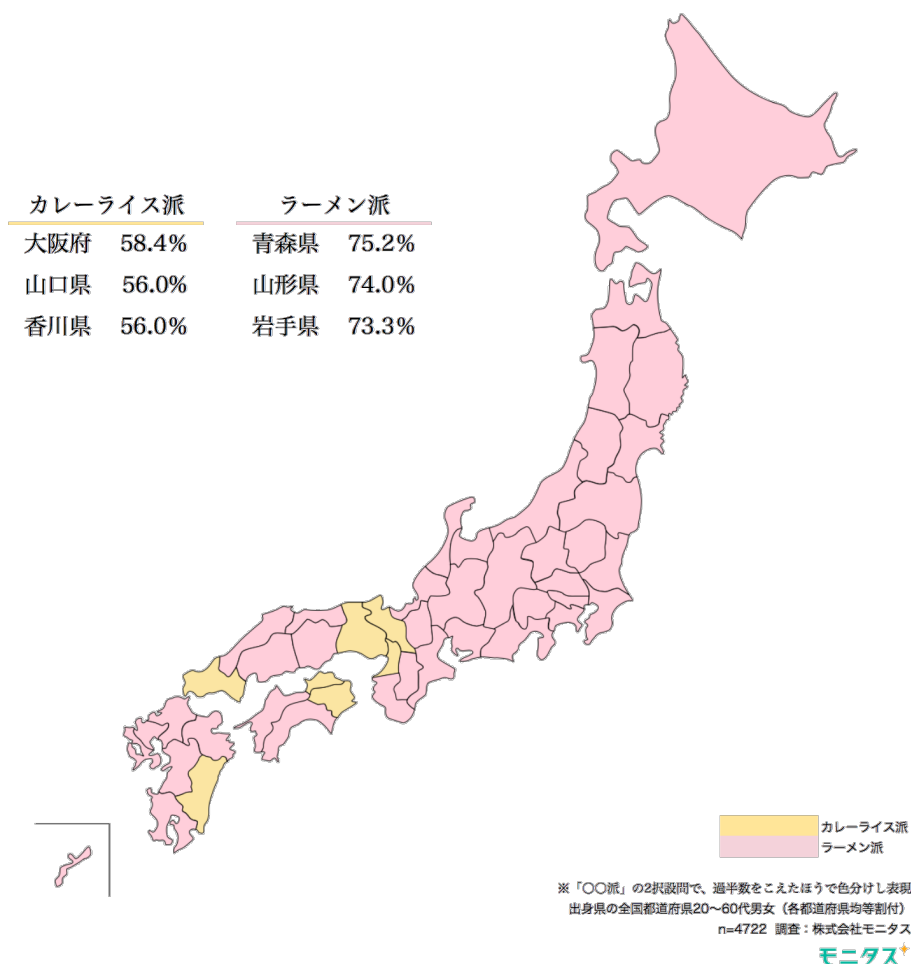 カレーライス派 ラーメン派
大阪府 58.4% 青森県 75.2%
山口県 56.0% 山形県 74.0%
香川県 56.0% 岩手県 73.3%
カレーライス派
ラーメン派
※「〇〇派」の2択設問で、過半数をこえたほうで色分けし表現
出身県の全国都道府県20〜60代男女（各都道府県均等割付）
n=4722 調査：株式会社モニタス
モニタス